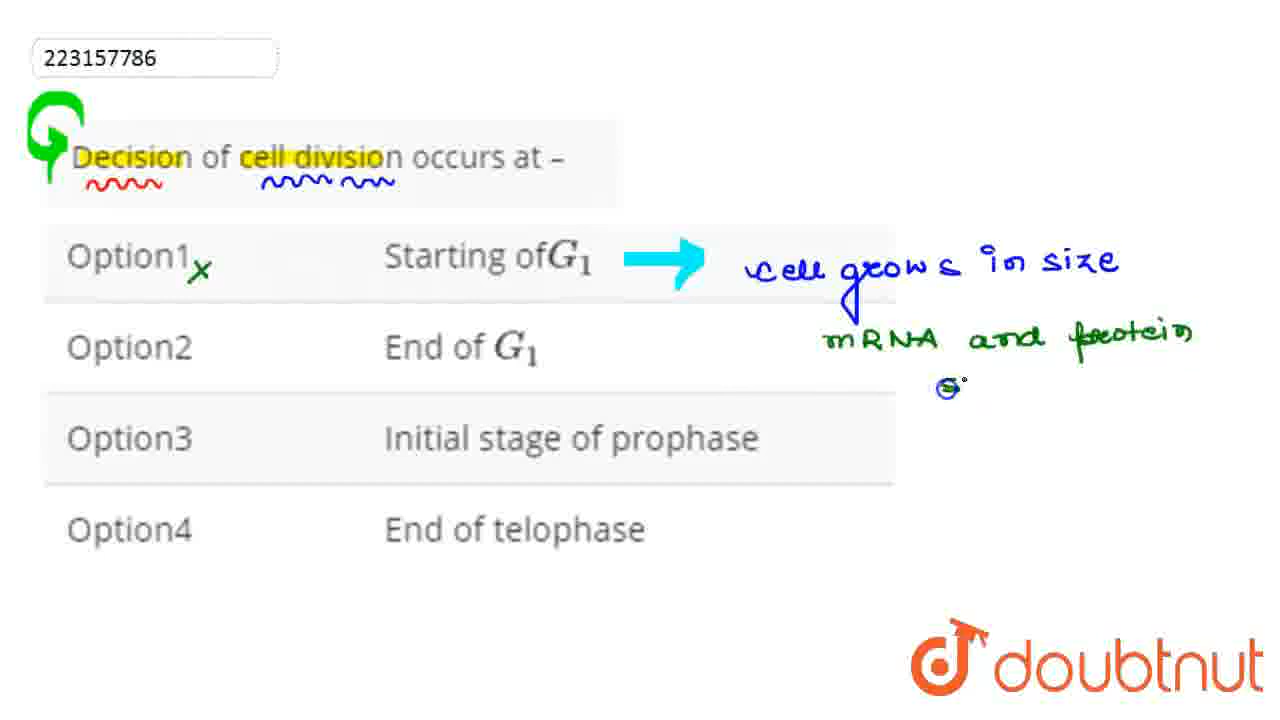 223157786
Decision of cell division occurs at –
Option1 x Starting of G₁ cell grows in size
mRNA and protein
Option2 End of G₁
s
Option3 Initial stage of prophase
Option4 End of telophase
doubtnut